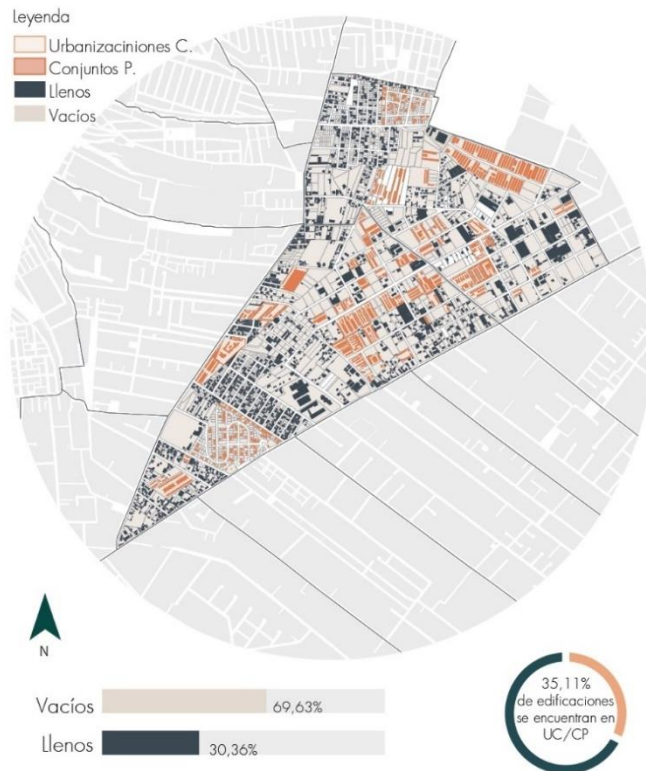 Leyenda
Urbanizaciniones C.
Conjuntos P.
Llenos
Vacíos
N
Vacíos 69,63%
Llenos 30,36%
35,11%
de edificaciones
se encuentran en
UC/CP